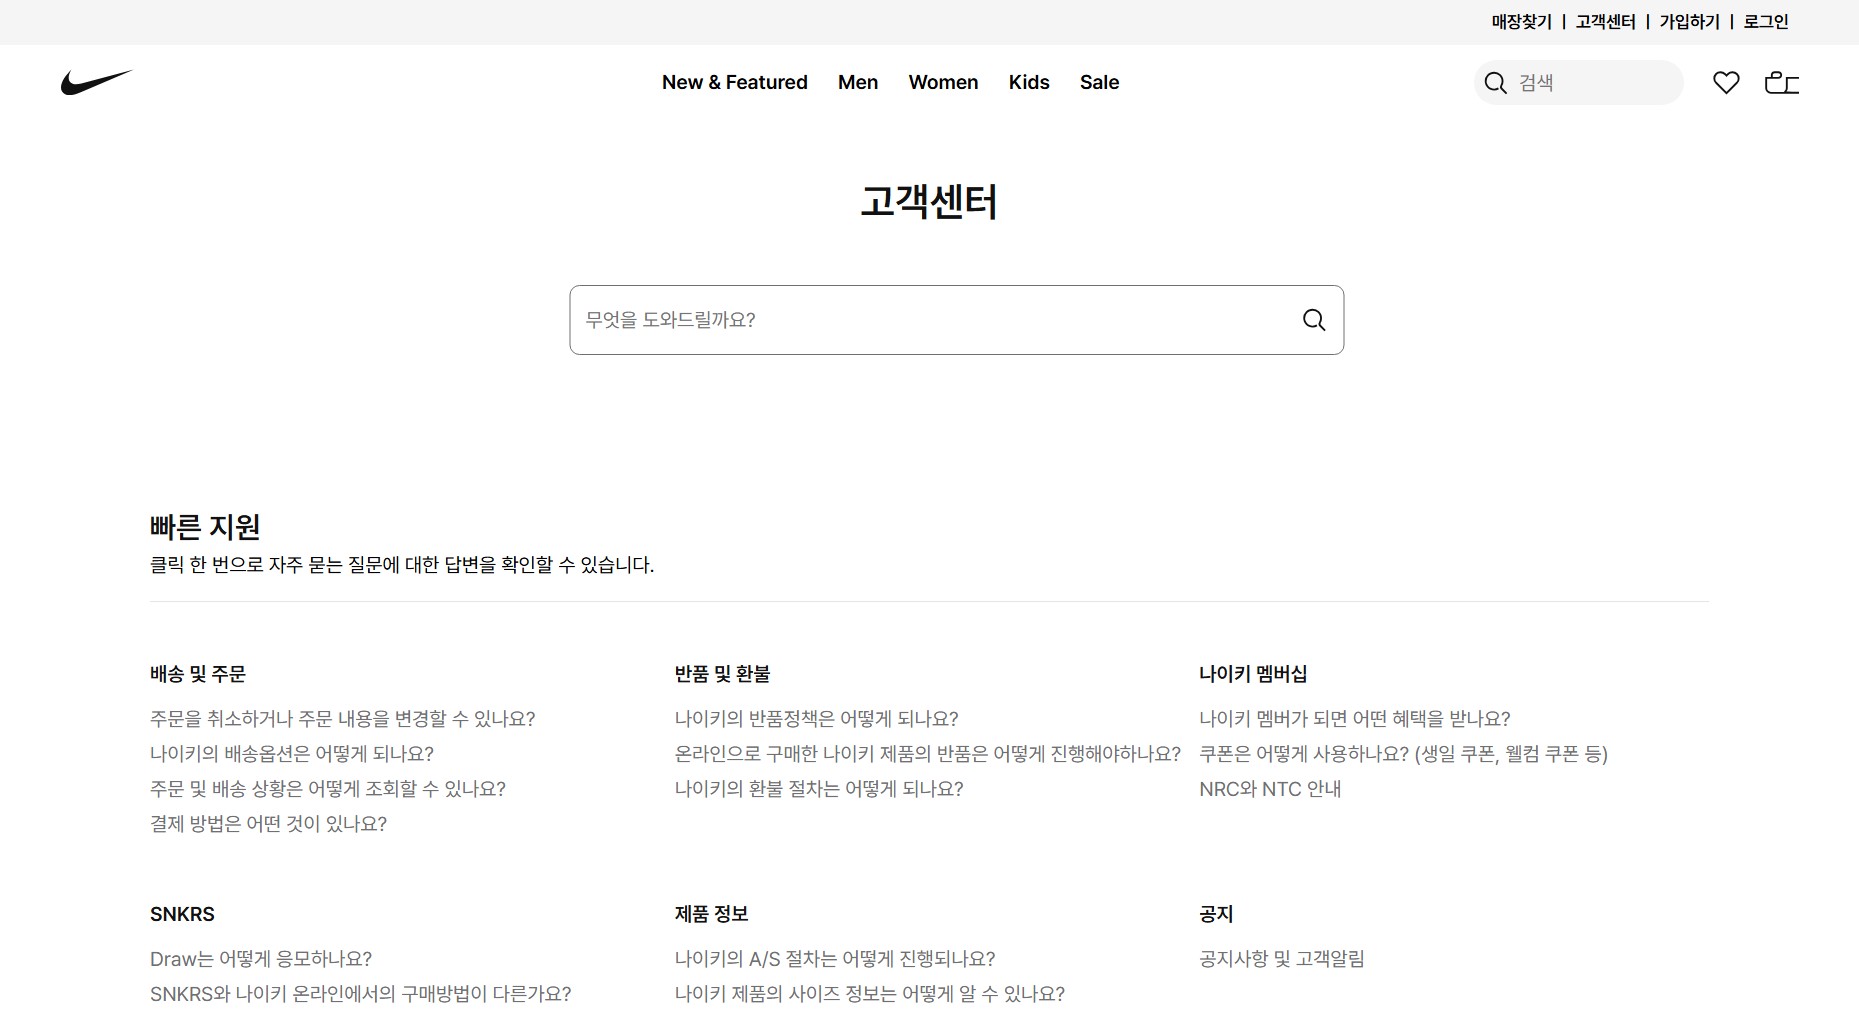 매장찾기 | 고객센터 | 가입하기 | 로그인
New & Featured Men Women Kids Sale
검색
고객센터
무엇을 도와드릴까요?
빠른 지원
클릭 한 번으로 자주 묻는 질문에 대한 답변을 확인할 수 있습니다.
배송 및 주문
주문을 취소하거나 주문 내용을 변경할 수 있나요?
나이키의 배송옵션은 어떻게 되나요?
주문 및 배송 상황은 어떻게 조회할 수 있나요?
결제 방법은 어떤 것이 있나요?
반품 및 환불
나이키의 반품정책은 어떻게 되나요?
온라인으로 구매한 나이키 제품의 반품은 어떻게 진행해야하나요?
나이키의 환불 절차는 어떻게 되나요?
나이키 멤버십
나이키 멤버가 되면 어떤 혜택을 받나요?
쿠폰은 어떻게 사용하나요? (생일 쿠폰, 웰컴 쿠폰 등)
NRC와 NTC 안내
SNKRS
Draw는 어떻게 응모하나요?
SNKRS와 나이키 온라인에서의 구매방법이 다른가요?
제품 정보
나이키의 A/S 절차는 어떻게 진행되나요?
나이키 제품의 사이즈 정보는 어떻게 알 수 있나요?
공지
공지사항 및 고객알림